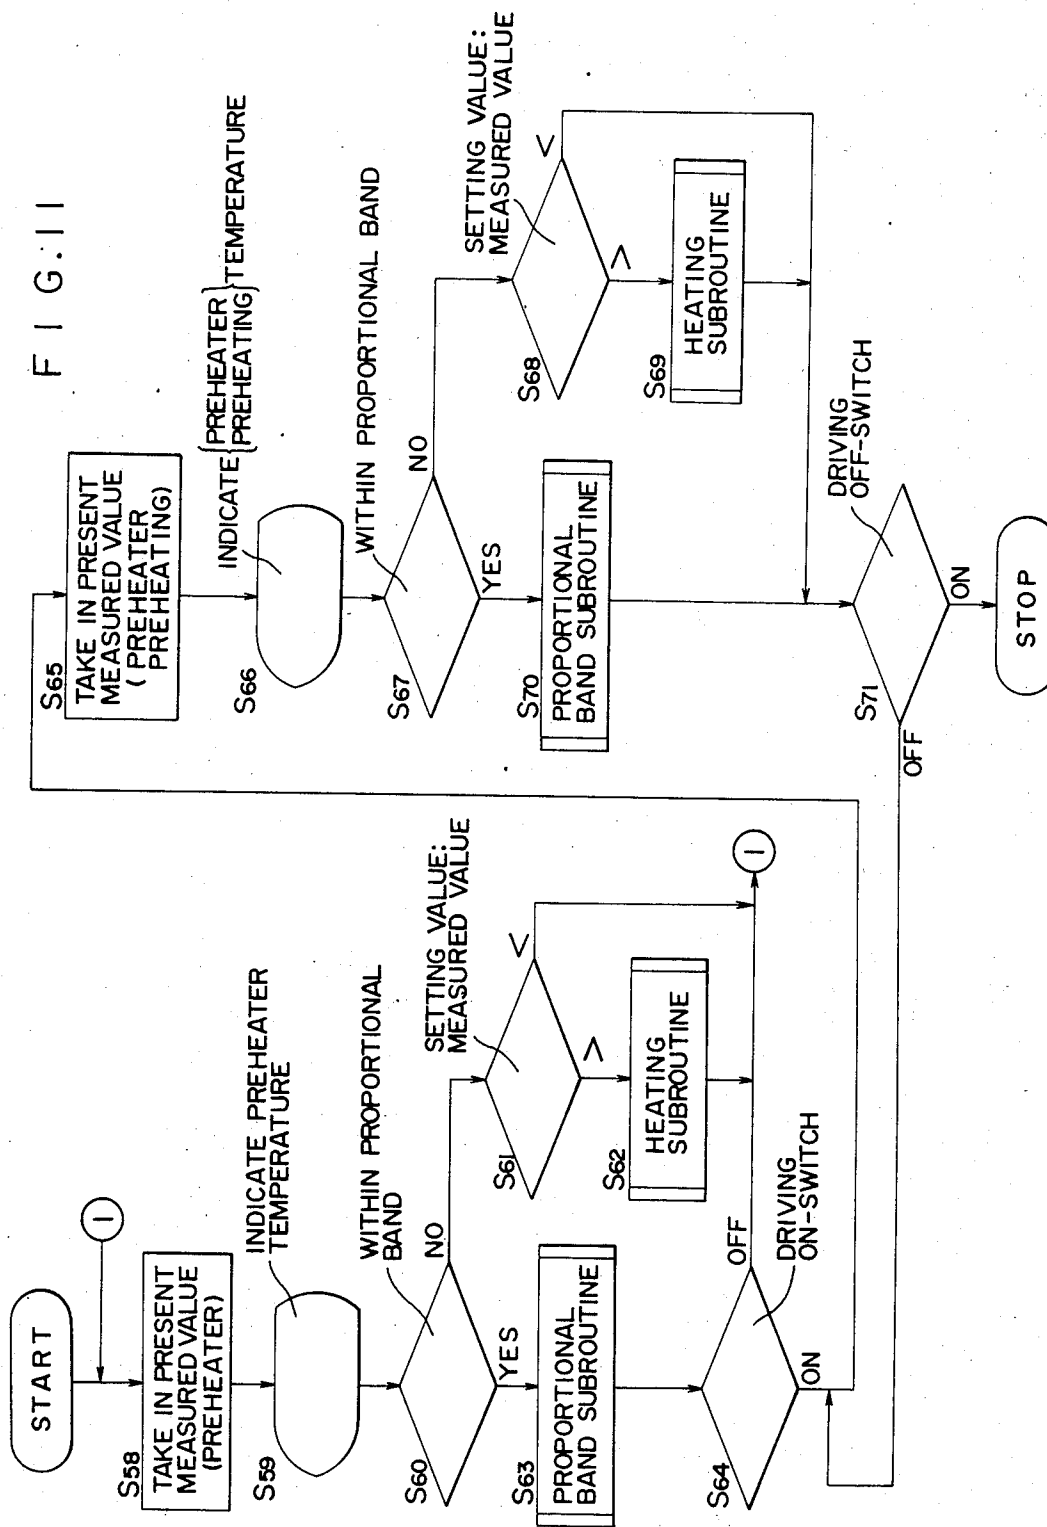 FIG.11
START
1
S58
TAKE IN PRESENT
MEASURED VALUE
(PREHEATER)
S59
INDICATE PREHEATER
TEMPERATURE
S60
WITHIN PROPORTIONAL
BAND
NO
YES
S61
SETTING VALUE:
MEASURED VALUE
<
>
S62
HEATING
SUBROUTINE
S63
PROPORTIONAL
BAND SUBROUTINE
S64
DRIVING
ON-SWITCH
OFF
ON
1
S65
TAKE IN PRESENT
MEASURED VALUE
(PREHEATER
PREHEATING)
S66
INDICATE {PREHEATER
PREHEATING} TEMPERATURE
S67
WITHIN PROPORTIONAL BAND
NO
YES
S68
SETTING VALUE:
MEASURED VALUE
<
>
S69
HEATING
SUBROUTINE
S70
PROPORTIONAL
BAND SUBROUTINE
S71
DRIVING
OFF-SWITCH
OFF
ON
STOP